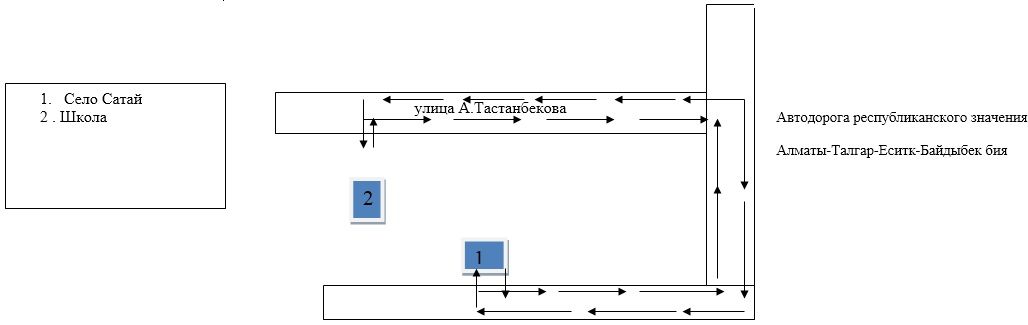 1. Село Сатай
2 . Школа
улица А.Тастанбекова
Автодорога республиканского значения
Алматы-Талгар-Еситк-Байдыбек бия
2
1